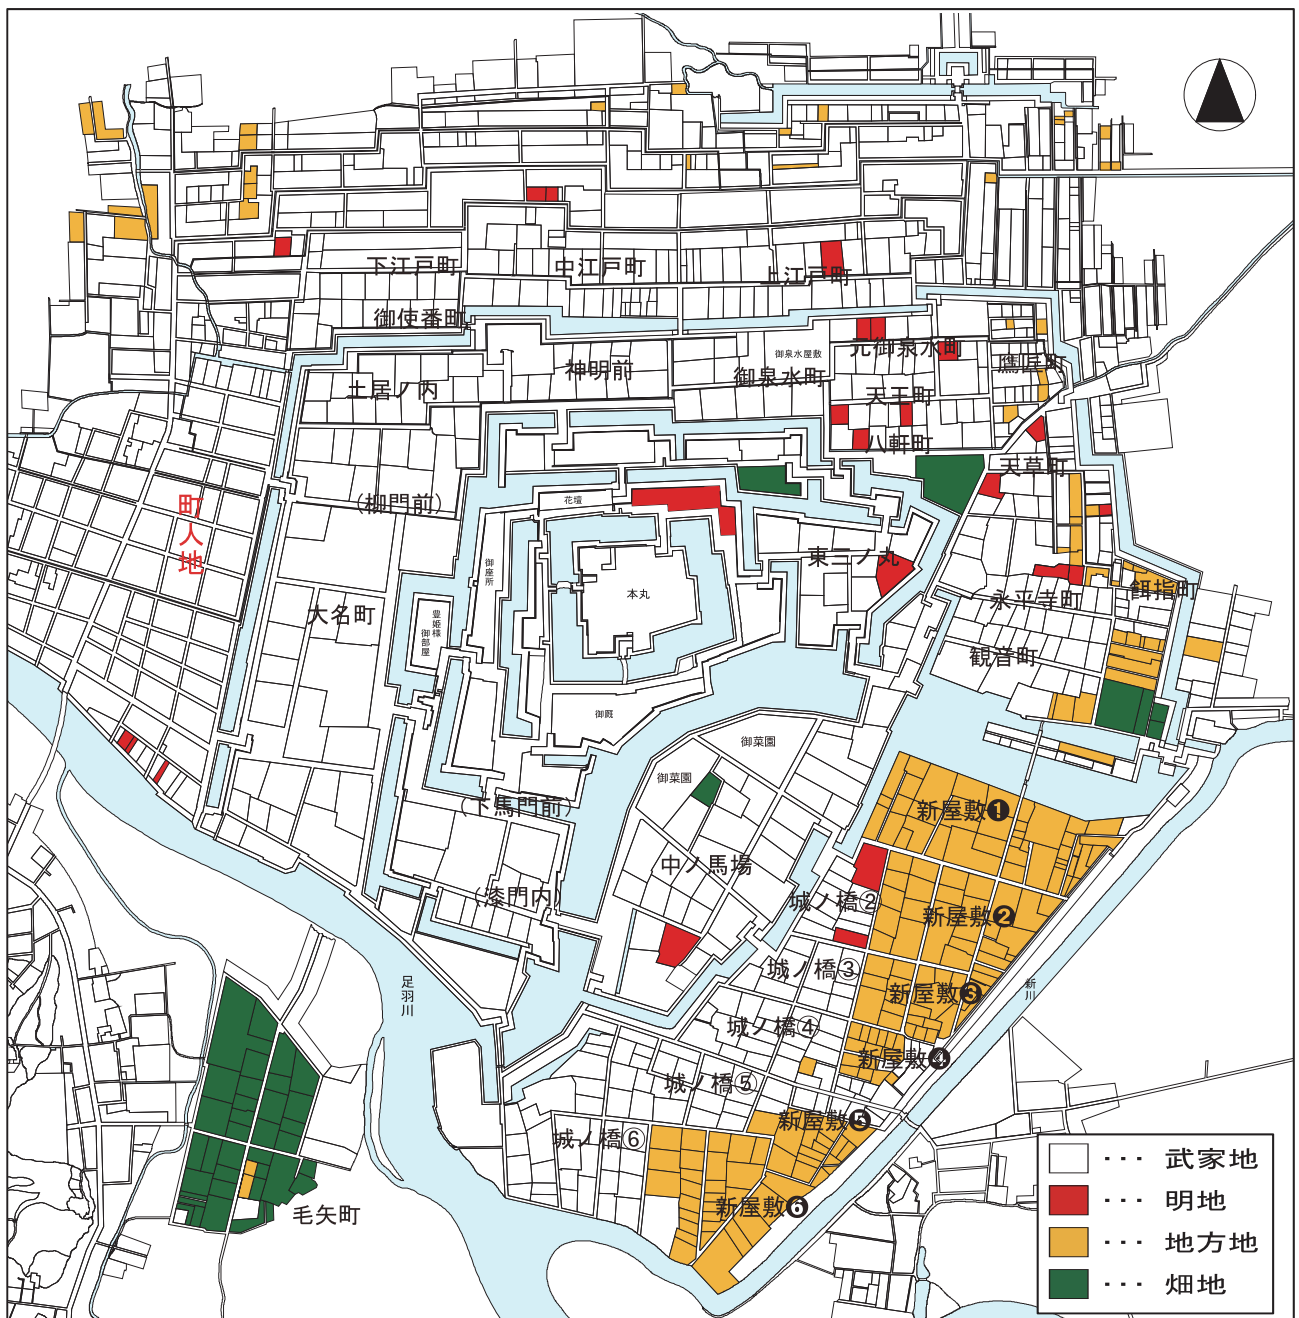 下江戸町
中江戸町
上江戸町
御使番町
土居ノ内
神明前
御泉水屋敷
御泉水町
元御泉水町
鷹匠町
天王町
八軒町
天草町
(柳門前)
花壇
町人地
御座所
東三ノ丸
本丸
豊姫様
御部屋
大名町
永平寺町
餌指町
観音町
御厩
御菜園
御菜園
(下馬門前)
新屋敷❶
中ノ馬場
(漆門内)
城ノ橋②
新屋敷❷
城ノ橋③
新屋敷❸
新川
足羽川
城ノ橋④
新屋敷❹
城ノ橋⑤
新屋敷❺
城ノ橋⑥
新屋敷❻
毛矢町
･･･ 武家地
･･･ 明地
･･･ 地方地
･･･ 畑地